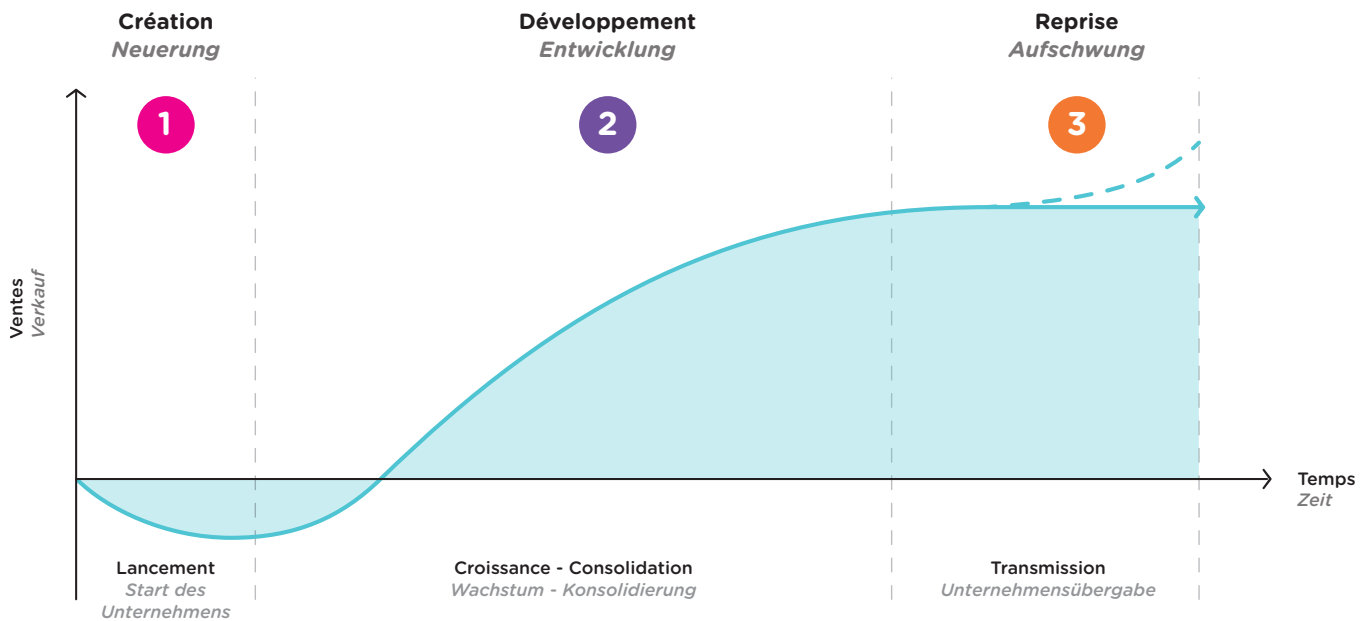 Création
Neuerung
Développement
Entwicklung
Reprise
Aufschwung
1
2
3
Ventes
Verkauf
Temps
Zeit
Lancement
Start des
Unternehmens
Croissance - Consolidation
Wachstum - Konsolidierung
Transmission
Unternehmensübergabe